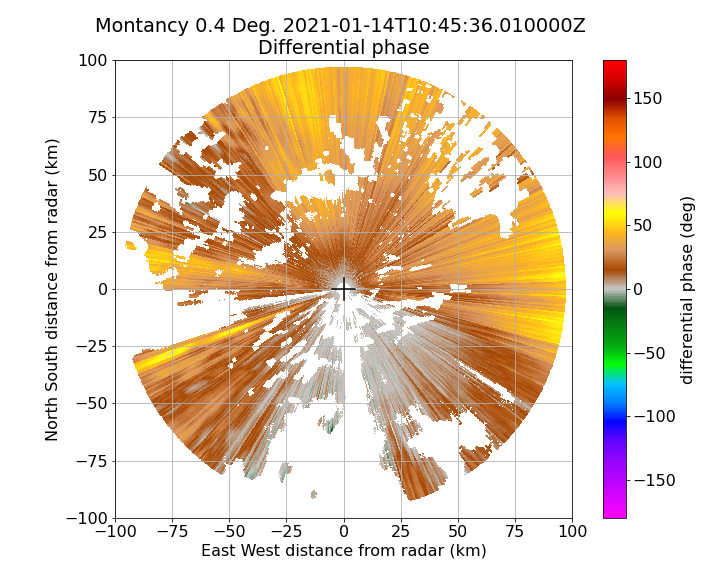 Montancy 0.4 Deg. 2021-01-14T10:45:36.010000Z
Differential phase
100
75
50
25
0
−25
−50
−75
−100
North South distance from radar (km)
−100 −75 −50 −25 0 25 50 75 100
East West distance from radar (km)
150
100
50
0
−50
−100
−150
differential phase (deg)